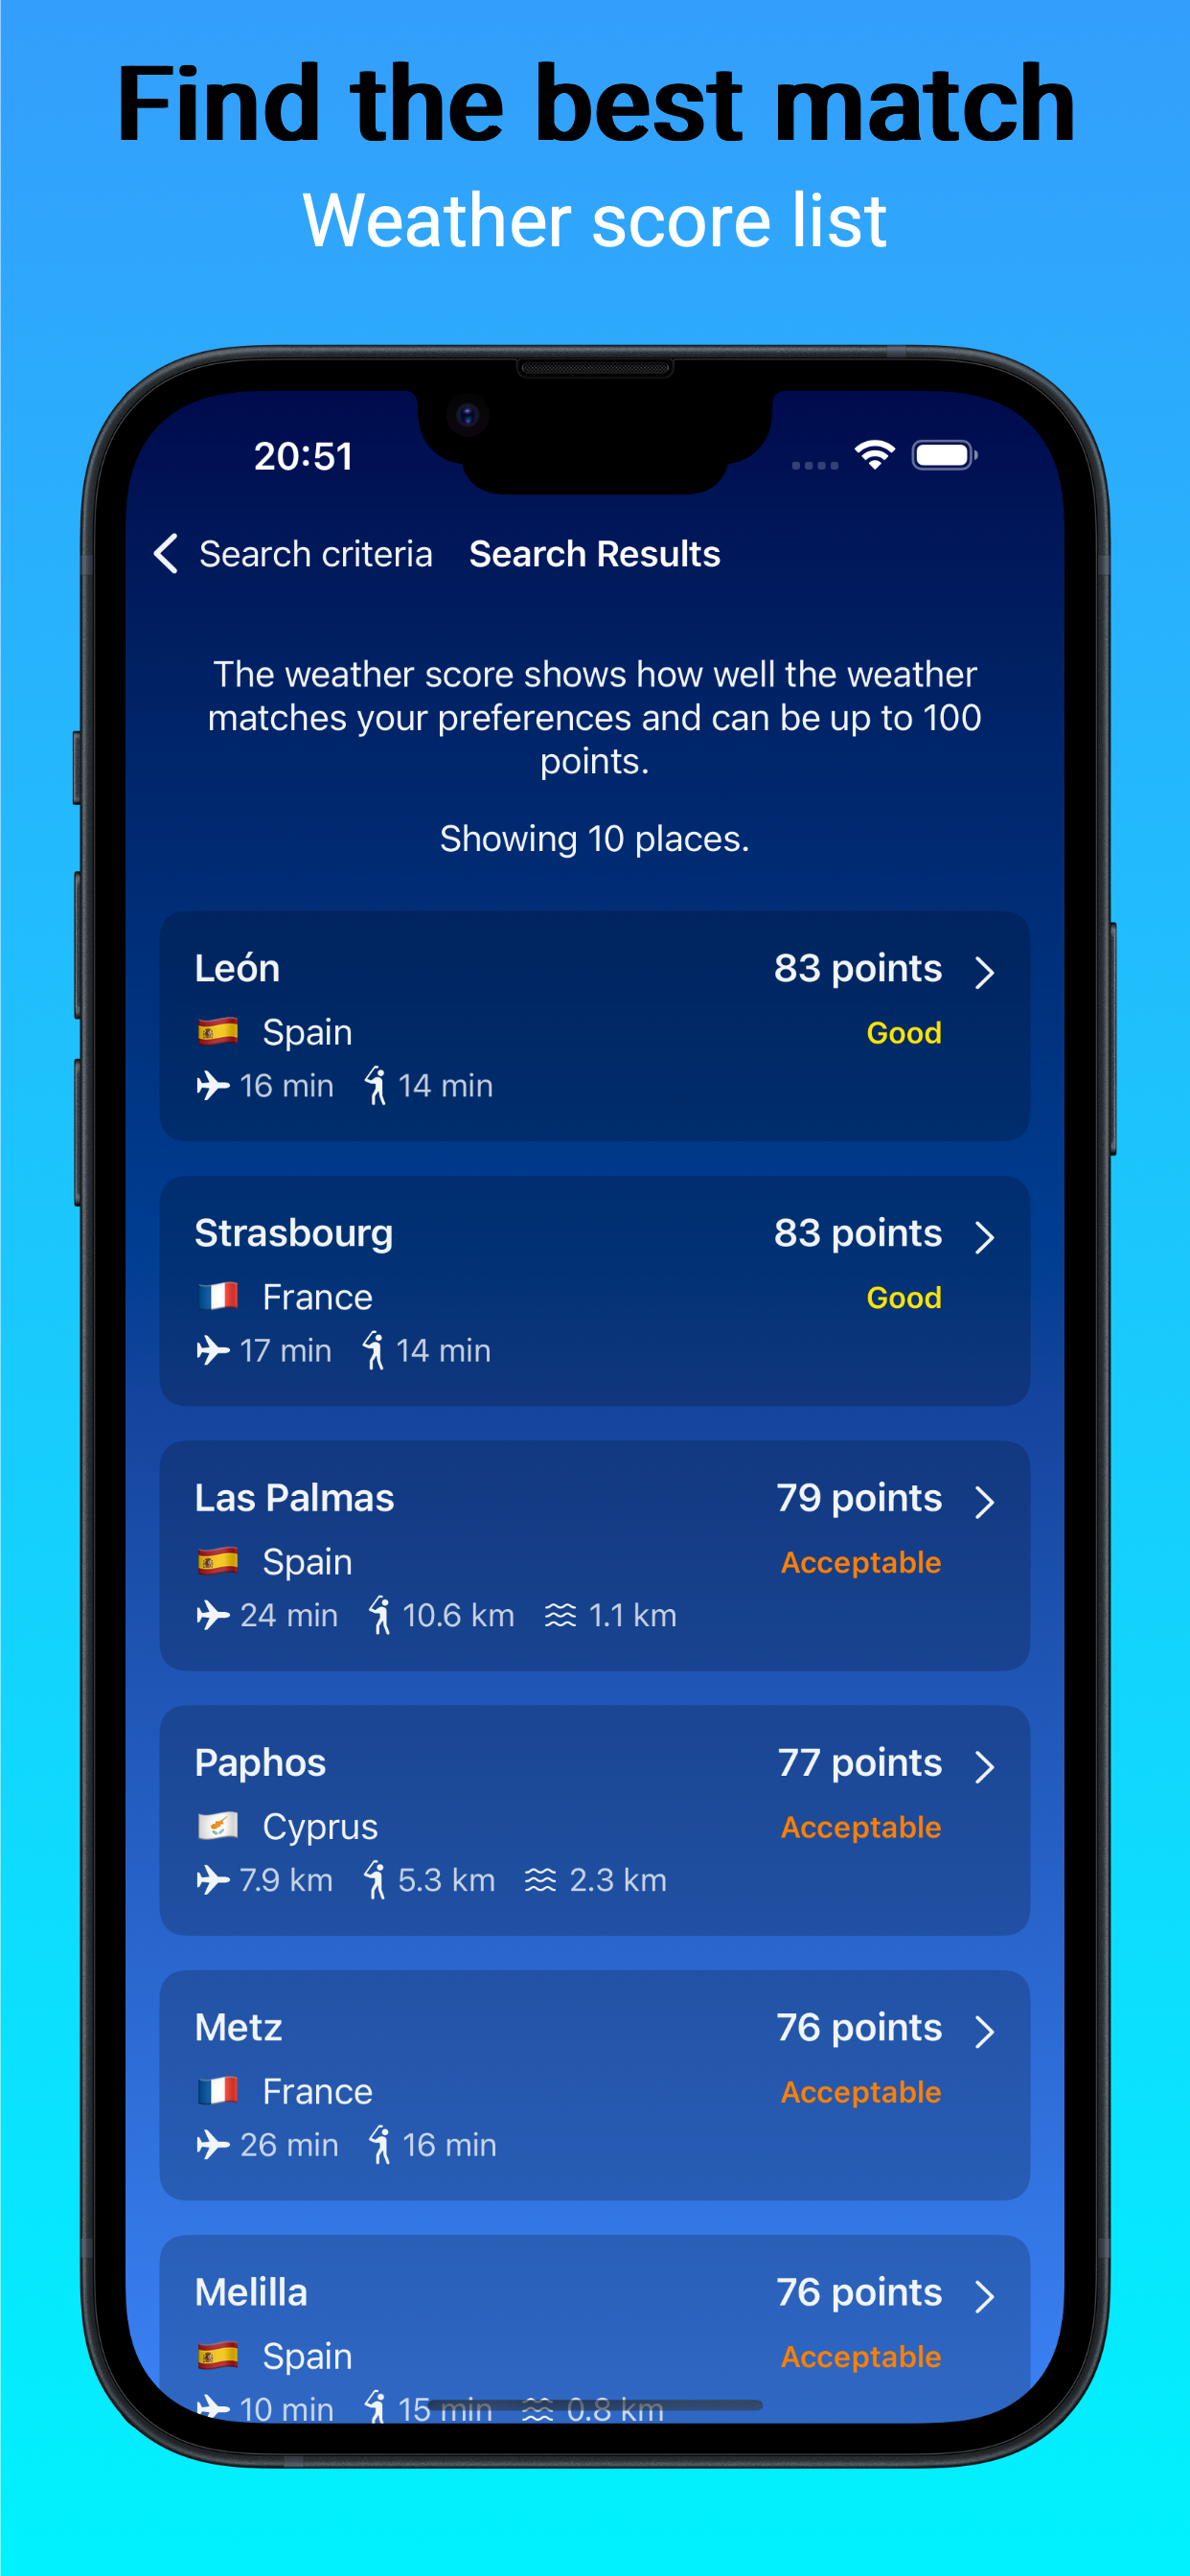 Find the best match
Weather score list
20:51
Search criteria Search Results
The weather score shows how well the weather
matches your preferences and can be up to 100
points.
Showing 10 places.
León 83 points
Spain Good
16 min 14 min
Strasbourg 83 points
France Good
17 min 14 min
Las Palmas 79 points
Spain Acceptable
24 min 10.6 km 1.1 km
Paphos 77 points
Cyprus Acceptable
7.9 km 5.3 km 2.3 km
Metz 76 points
France Acceptable
26 min 16 min
Melilla 76 points
Spain Acceptable
10 min 15 min 0.8 km